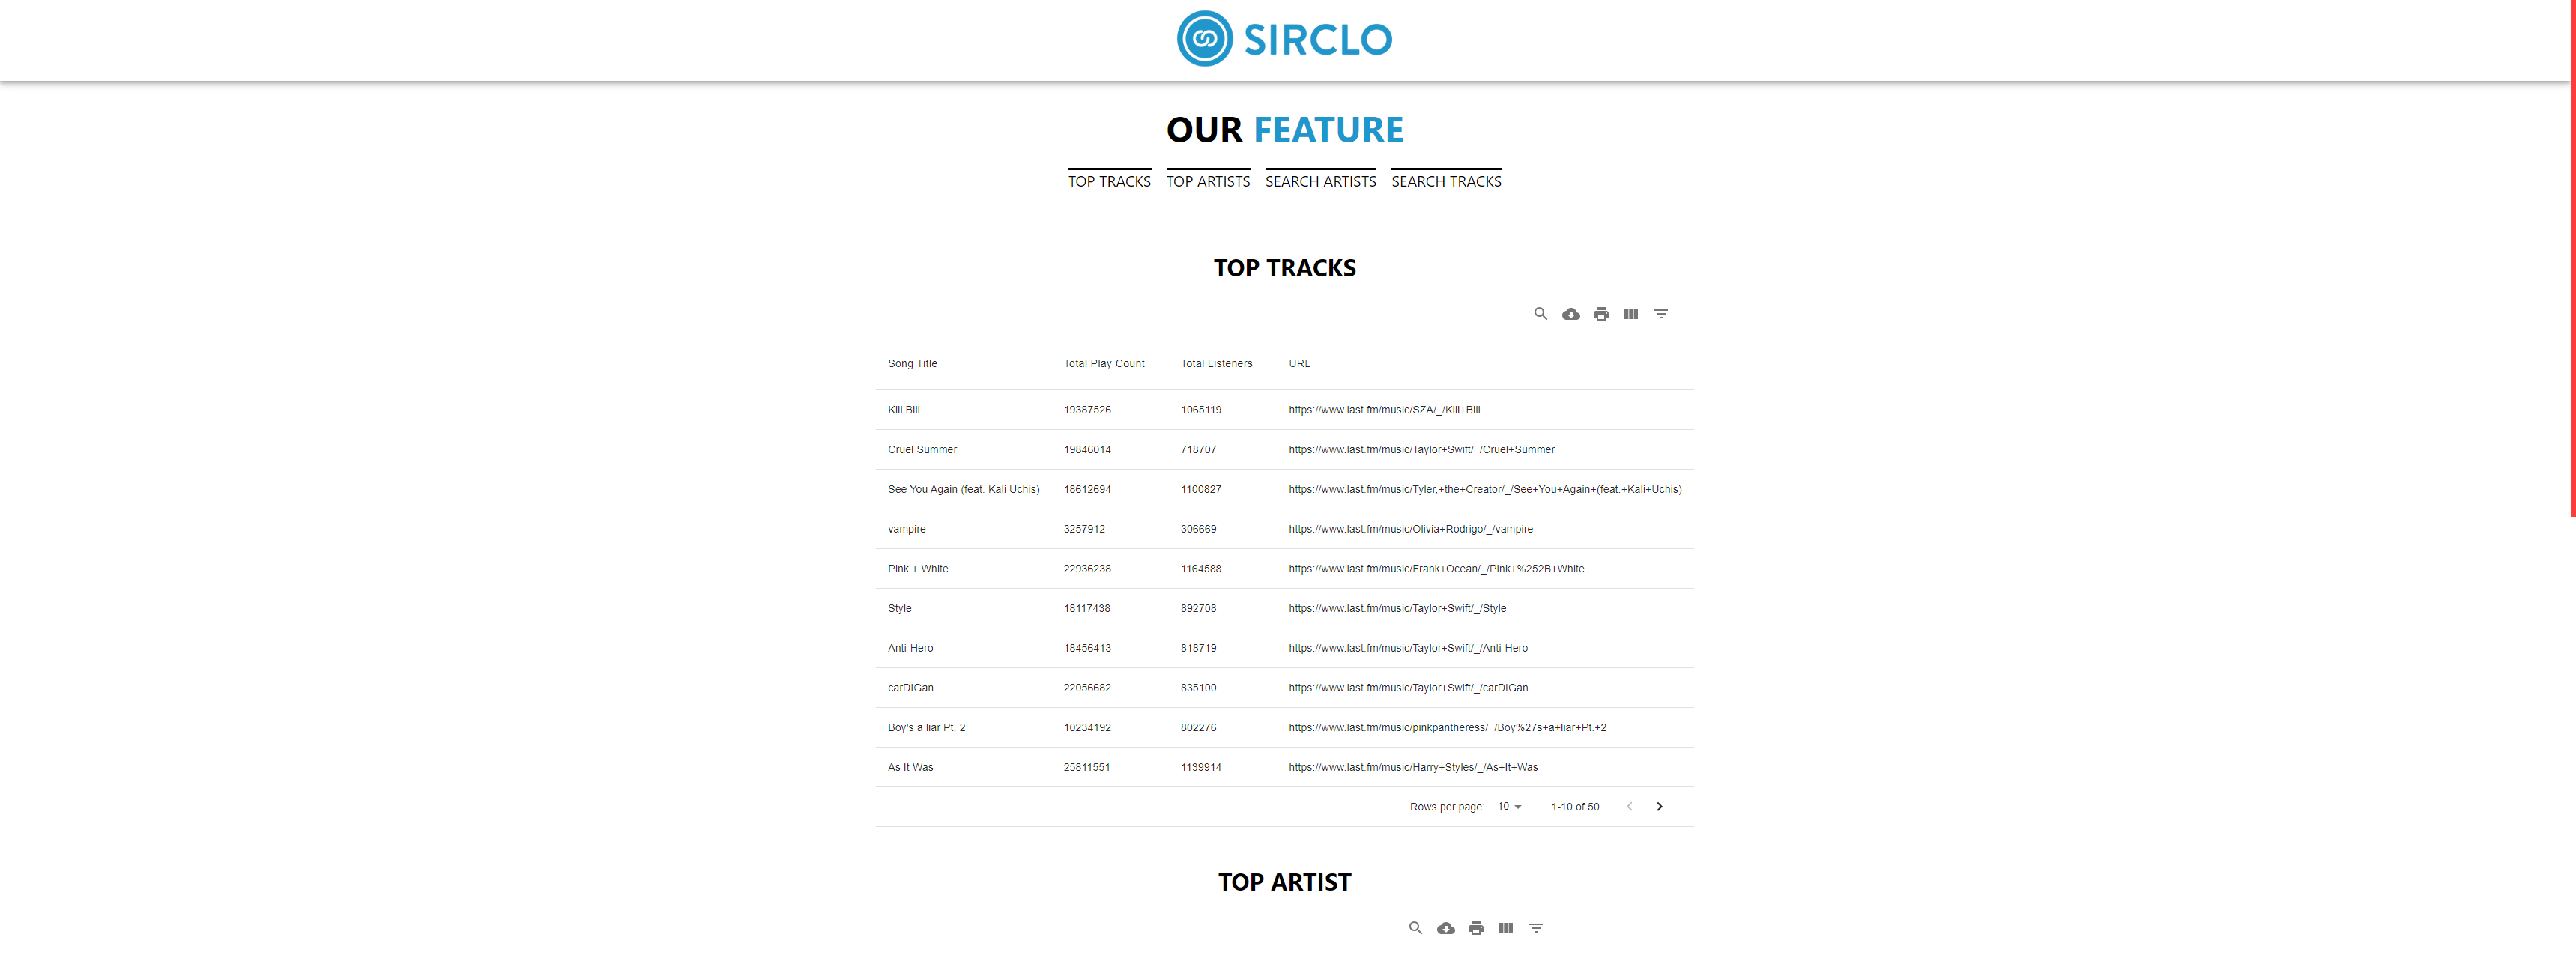 SIRCLO
OUR FEATURE
TOP TRACKS TOP ARTISTS SEARCH ARTISTS SEARCH TRACKS
TOP TRACKS
Song Title Total Play Count Total Listeners URL
Kill Bill 19387526 1065119 https://www.last.fm/music/SZA/_/Kill+Bill
Cruel Summer 19846014 718707 https://www.last.fm/music/Taylor+Swift/_/Cruel+Summer
See You Again (feat. Kali Uchis) 18612694 1100827 https://www.last.fm/music/Tyler,+the+Creator/_/See+You+Again+(feat.+Kali+Uchis)
vampire 3257912 306669 https://www.last.fm/music/Olivia+Rodrigo/_/vampire
Pink + White 22936238 1164588 https://www.last.fm/music/Frank+Ocean/_/Pink+%252B+White
Style 18117438 892708 https://www.last.fm/music/Taylor+Swift/_/Style
Anti-Hero 18456413 818719 https://www.last.fm/music/Taylor+Swift/_/Anti-Hero
carDIGan 22056682 835100 https://www.last.fm/music/Taylor+Swift/_/carDIGan
Boy's a liar Pt. 2 10234192 802276 https://www.last.fm/music/pinkpantheress/_/Boy%27s+a+liar+Pt.+2
As It Was 25811551 1139914 https://www.last.fm/music/Harry+Styles/_/As+It+Was
Rows per page: 10 1-10 of 50
TOP ARTIST